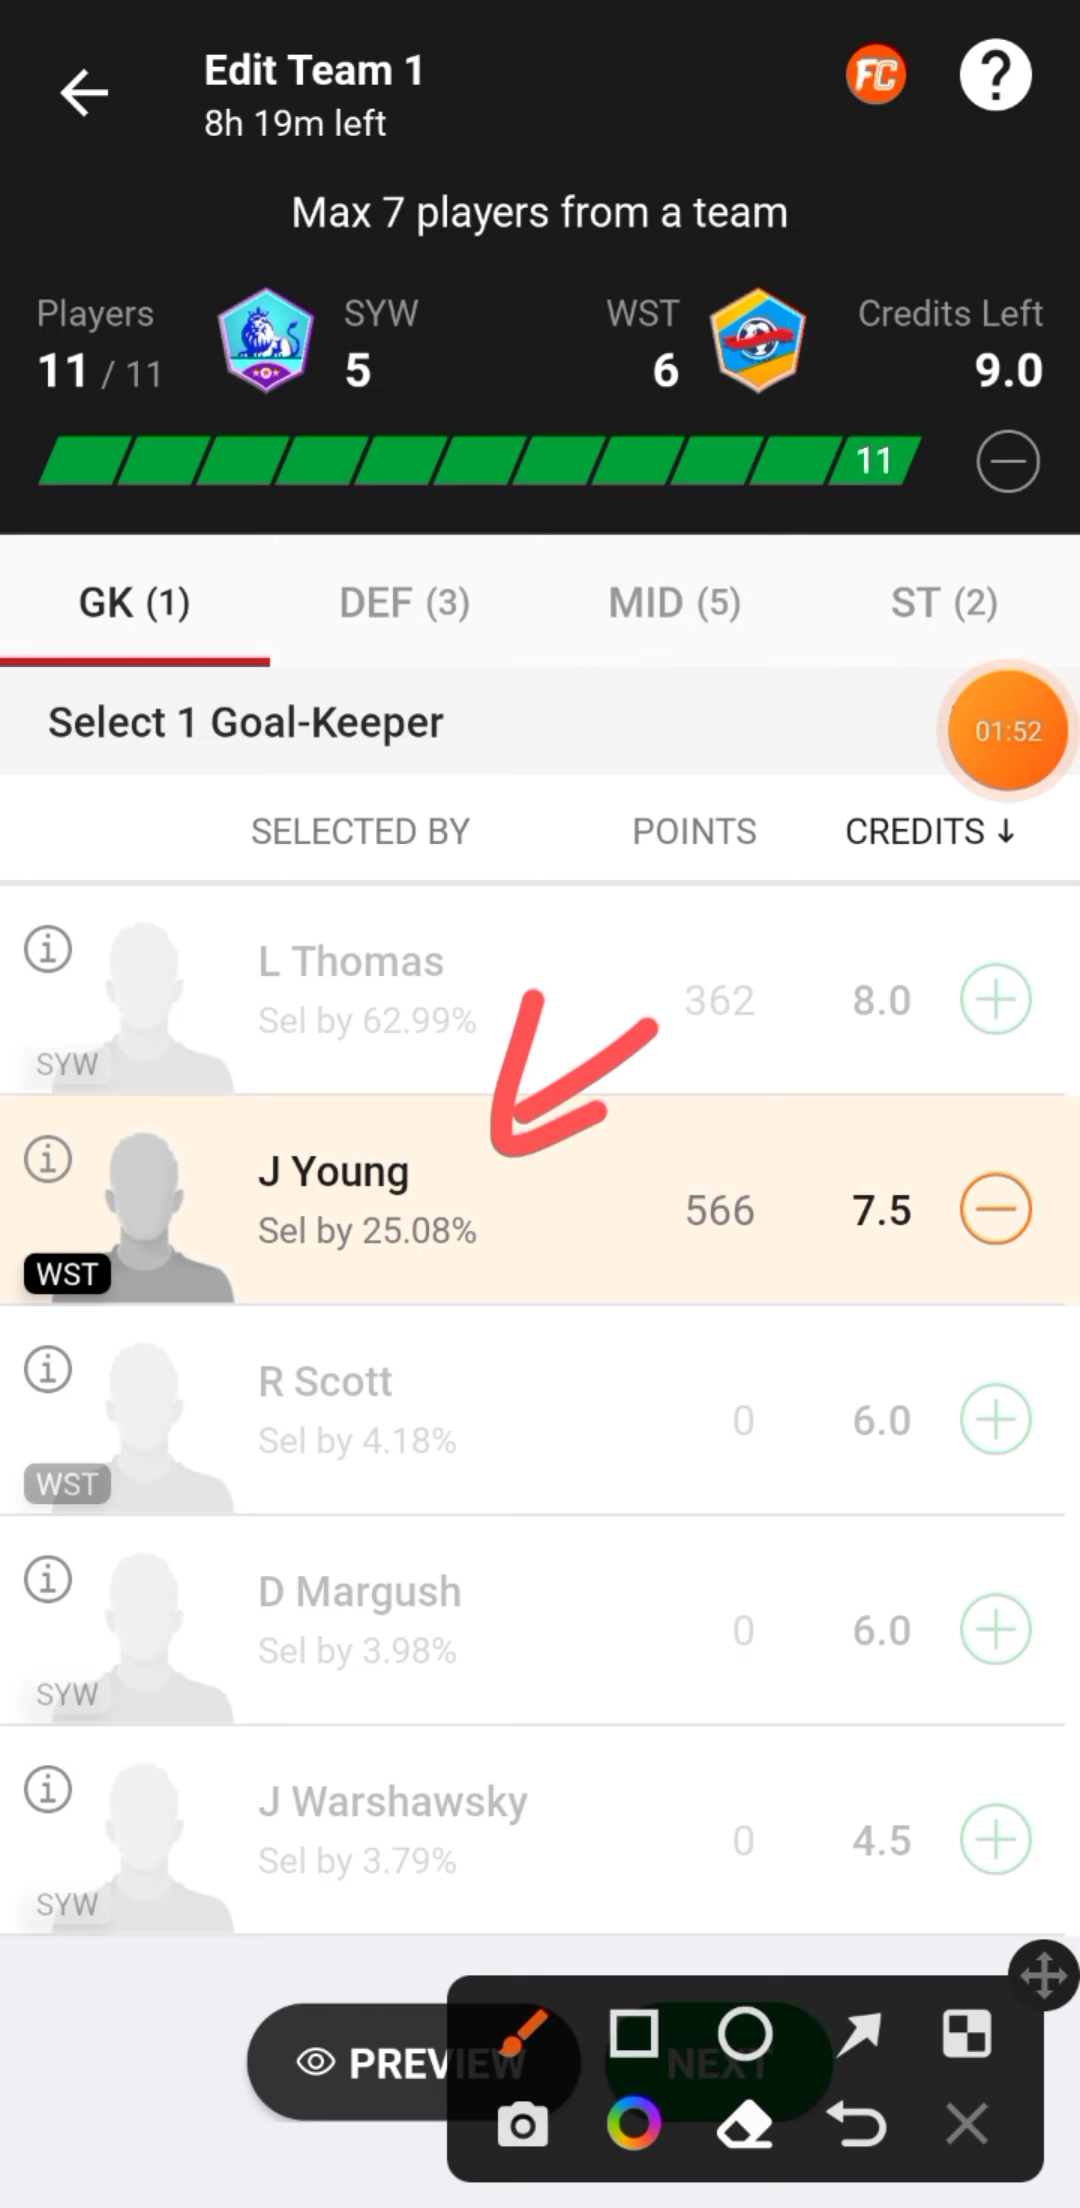 Edit Team 1
8h 19m left
FC
?
Max 7 players from a team
Players
11 / 11
SYW
5
WST
6
Credits Left
9.0
11
GK (1)
DEF (3)
MID (5)
ST (2)
Select 1 Goal-Keeper
01:52
SELECTED BY
POINTS
CREDITS ↓
L Thomas
Sel by 62.99%
362
8.0
SYW
J Young
Sel by 25.08%
566
7.5
WST
R Scott
Sel by 4.18%
0
6.0
WST
D Margush
Sel by 3.98%
0
6.0
SYW
J Warshawsky
Sel by 3.79%
0
4.5
SYW
PREVIEW
NEXT